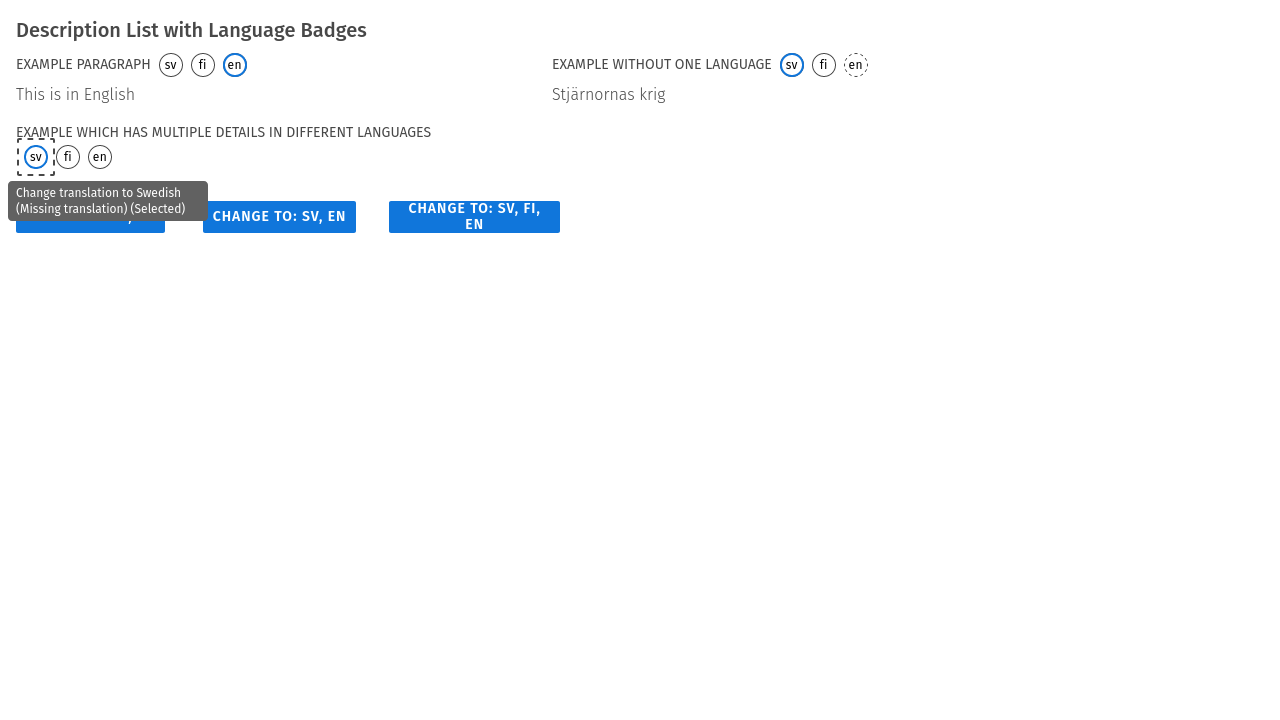 Description List with Language Badges
EXAMPLE PARAGRAPH sv fi en
This is in English
EXAMPLE WITHOUT ONE LANGUAGE sv fi en
Stjärnornas krig
EXAMPLE WHICH HAS MULTIPLE DETAILS IN DIFFERENT LANGUAGES
sv fi en
Change translation to Swedish
(Missing translation) (Selected)
CHANGE TO: SV, EN
CHANGE TO: SV, FI,
EN